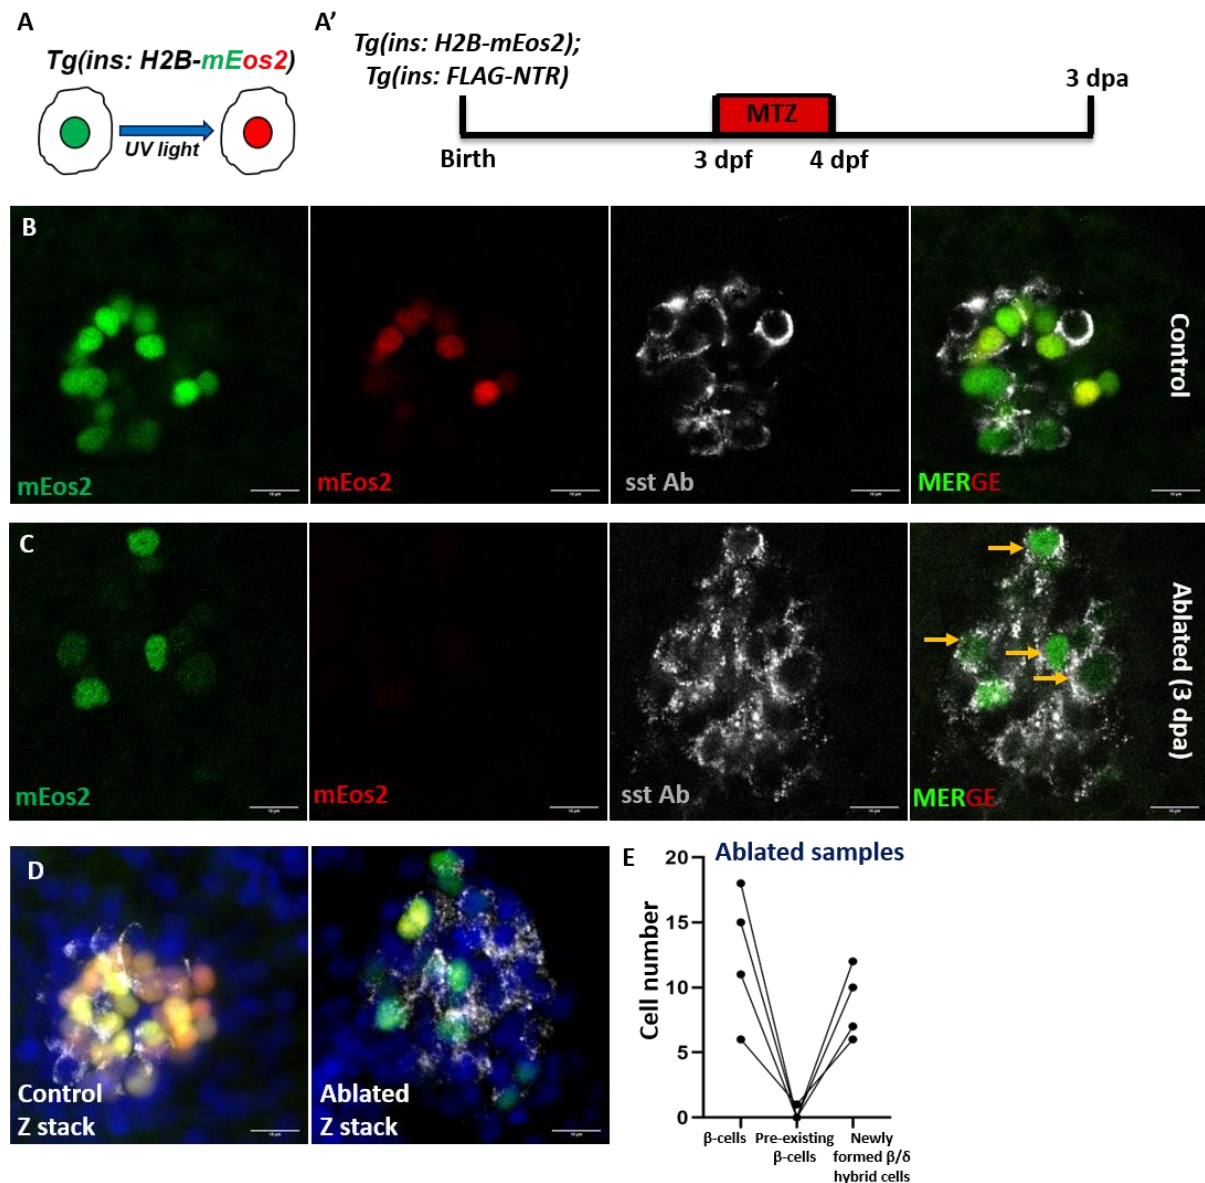 A
Tg(ins: H2B-mEos2)
UV light
A’
Tg(ins: H2B-mEos2);
Tg(ins: FLAG-NTR)
MTZ
3 dpa
Birth
3 dpf
4 dpf
B
mEos2
mEos2
sst Ab
MERGE
Control
C
mEos2
mEos2
sst Ab
MERGE
Ablated (3 dpa)
D
Control
Z stack
Ablated
Z stack
E
Ablated samples
Cell number
20
15
10
5
0
β-cells
Pre-existing
β-cells
Newly
formed β/δ
hybrid cells